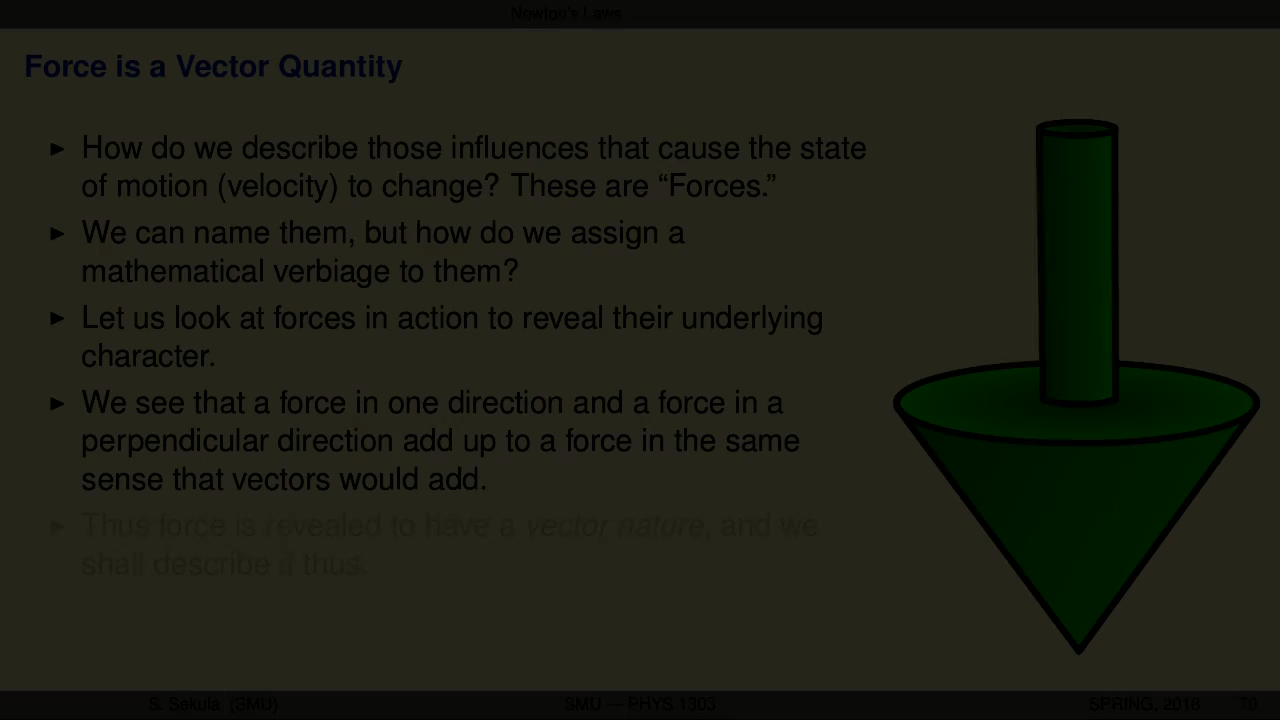 Newton's Laws
Force is a Vector Quantity
► How do we describe those influences that cause the state
of motion (velocity) to change? These are “Forces.”
► We can name them, but how do we assign a
mathematical verbiage to them?
► Let us look at forces in action to reveal their underlying
character.
► We see that a force in one direction and a force in a
perpendicular direction add up to a force in the same
sense that vectors would add.
► Thus force is revealed to have a vector nature, and we
shall describe it thus.
S. Sekula (SMU) SMU — PHYS 1303 SPRING, 2018